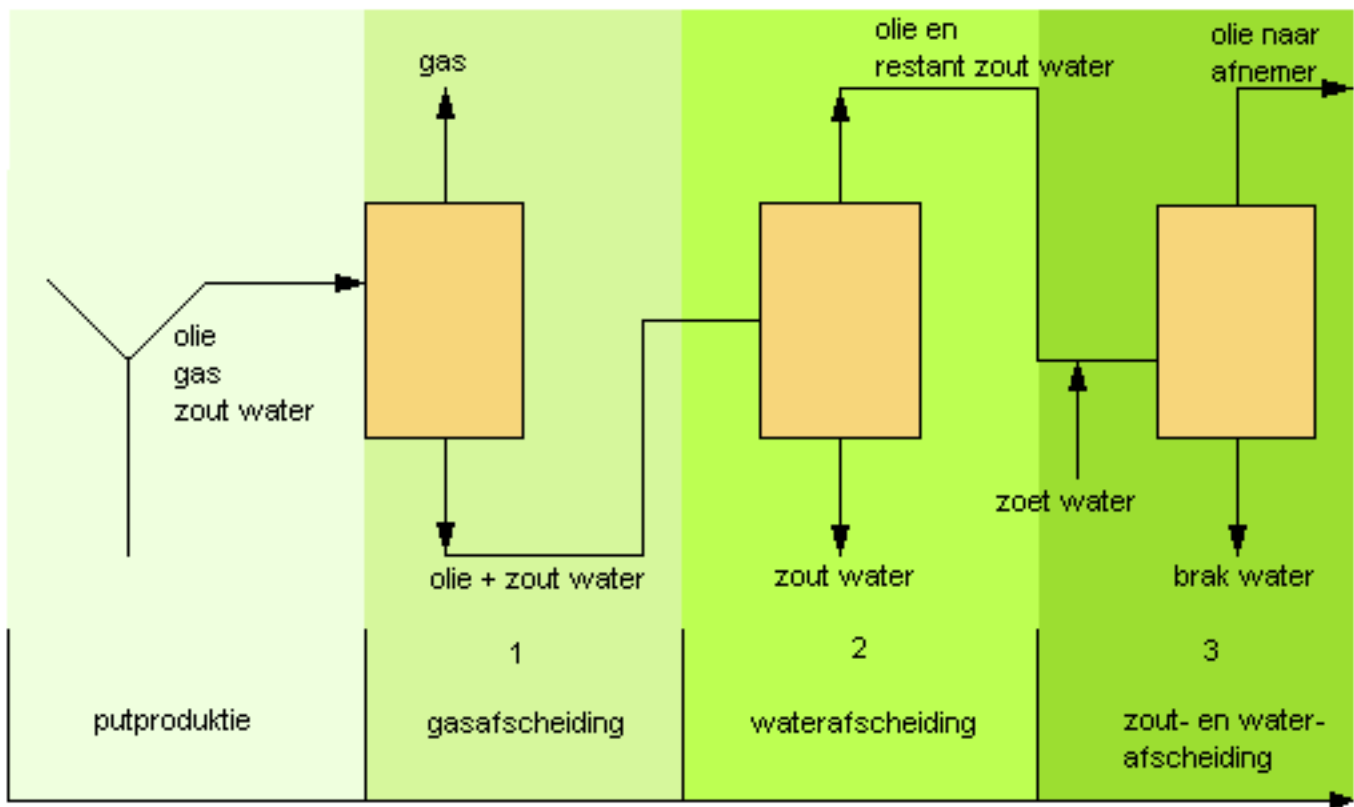 olie en
restant zout water
olie naar
afnemer
gas
olie
gas
zout water
zoet water
olie + zout water
zout water
brak water
1
2
3
putproduktie
gasafscheiding
waterafscheiding
zout- en water-
afscheiding